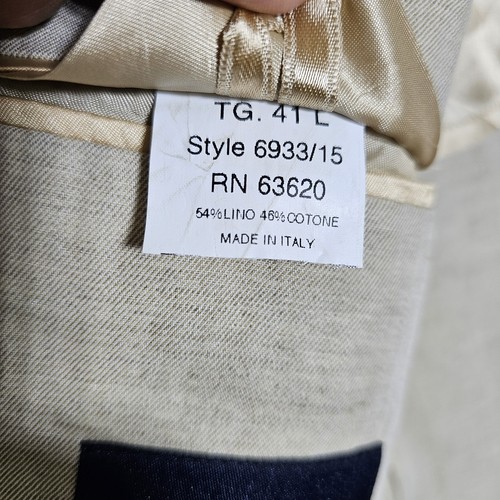 TG. 41 L
Style 6933/15
RN 63620
54%LINO 46%COTONE
MADE IN ITALY